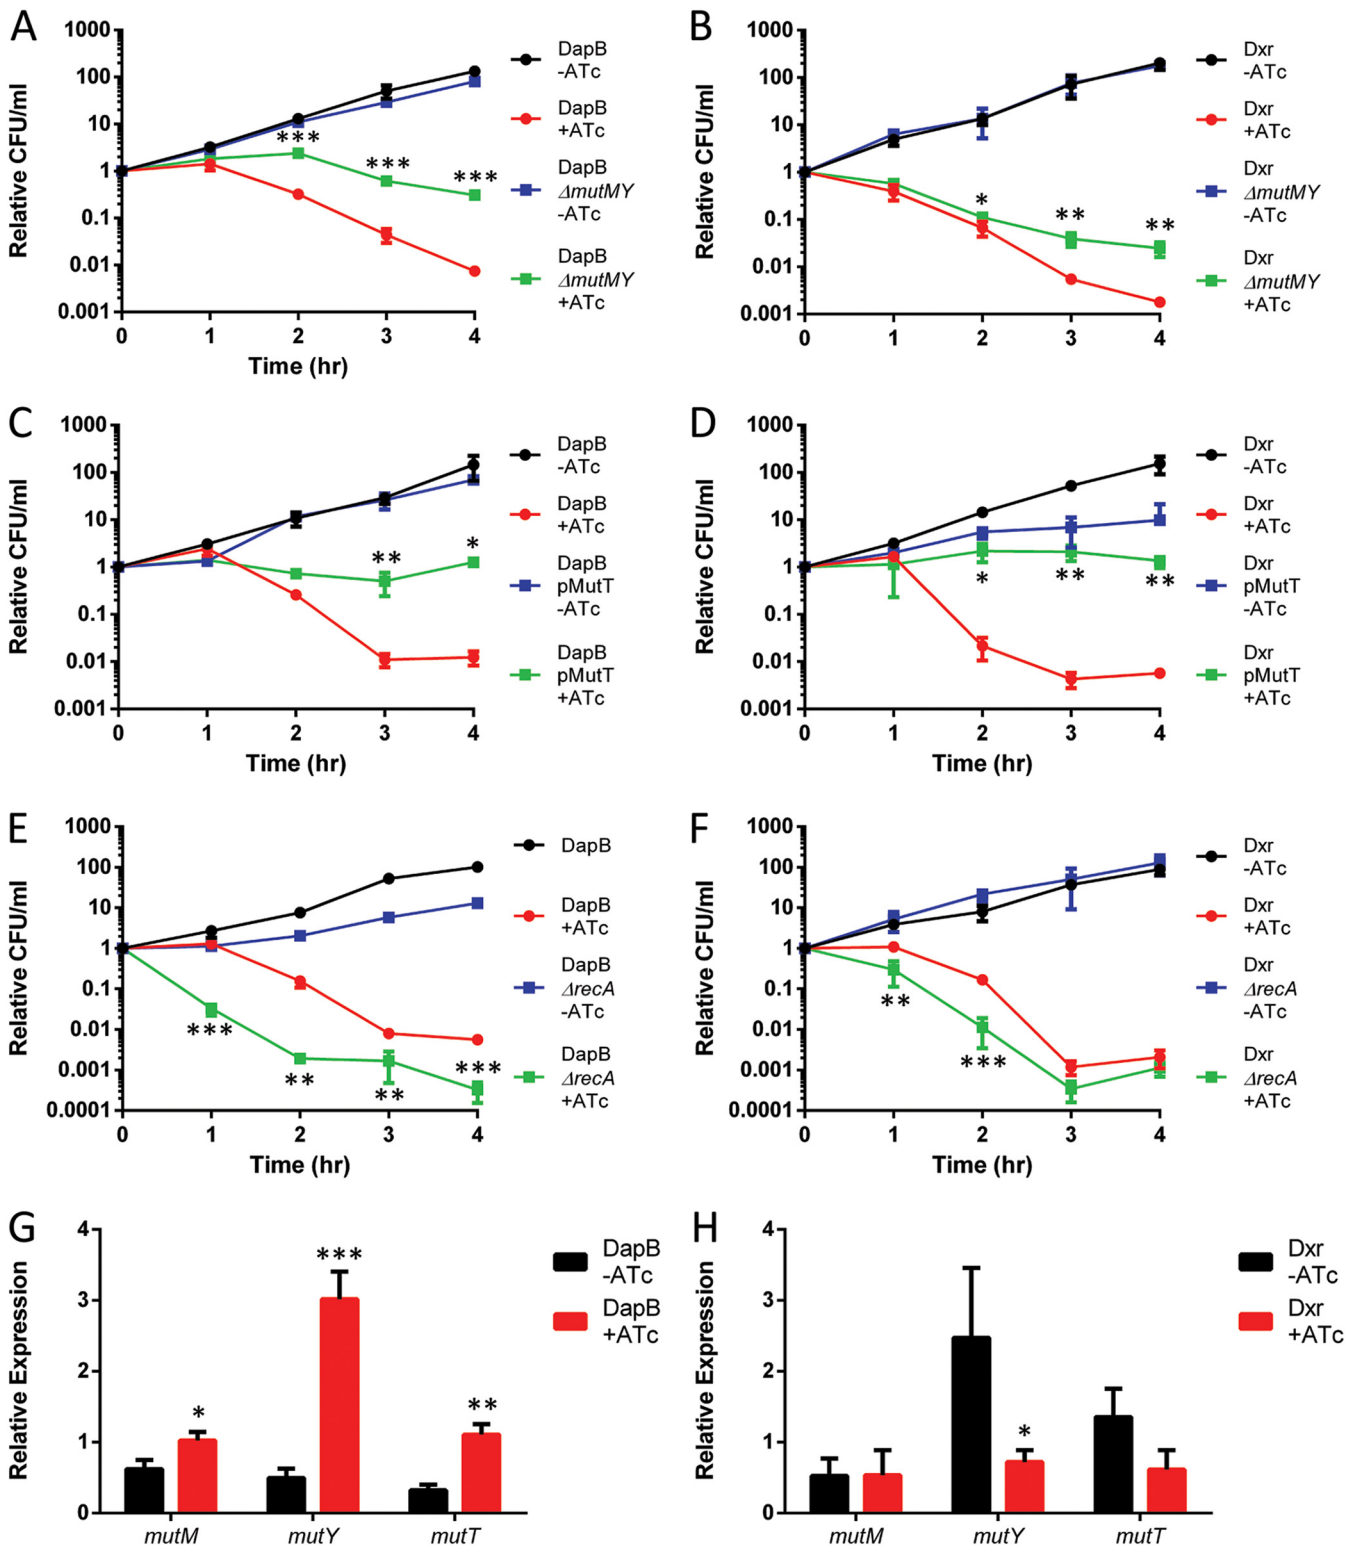 A
Relative CFU/ml
1000
100
10
1
0.1
0.01
0.001
0
1
2
3
4
Time (hr)
***
***
***
DapB
-ATc
DapB
+ATc
DapB
ΔmutMY
-ATc
DapB
ΔmutMY
+ATc
B
Relative CFU/ml
1000
100
10
1
0.1
0.01
0.001
0
1
2
3
4
Time (hr)
*
**
**
Dxr
-ATc
Dxr
+ATc
Dxr
ΔmutMY
-ATc
Dxr
ΔmutMY
+ATc
C
Relative CFU/ml
1000
100
10
1
0.1
0.01
0.001
0
1
2
3
4
Time (hr)
**
*
DapB
-ATc
DapB
+ATc
DapB
pMutT
-ATc
DapB
pMutT
+ATc
D
Relative CFU/ml
1000
100
10
1
0.1
0.01
0.001
0
1
2
3
4
Time (hr)
*
**
**
Dxr
-ATc
Dxr
+ATc
Dxr
pMutT
-ATc
Dxr
pMutT
+ATc
E
Relative CFU/ml
1000
100
10
1
0.1
0.01
0.001
0.0001
0
1
2
3
4
Time (hr)
***
**
**
***
DapB
DapB
+ATc
DapB
ΔrecA
-ATc
DapB
ΔrecA
+ATc
F
Relative CFU/ml
1000
100
10
1
0.1
0.01
0.001
0.0001
0
1
2
3
4
Time (hr)
**
***
Dxr
-ATc
Dxr
+ATc
Dxr
ΔrecA
-ATc
Dxr
ΔrecA
+ATc
G
Relative Expression
4
3
2
1
0
*
***
**
mutM
mutY
mutT
DapB
-ATc
DapB
+ATc
H
Relative Expression
4
3
2
1
0
*
mutM
mutY
mutT
Dxr
-ATc
Dxr
+ATc